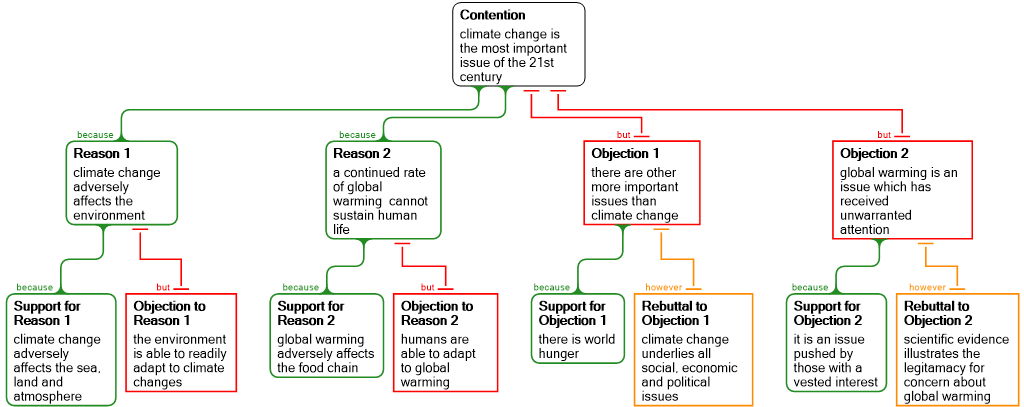 Contention
climate change is
the most important
issue of the 21st
century
because
because
but
but
Reason 1
climate change
adversely
affects the
environment
Reason 2
a continued rate
of global
warming cannot
sustain human
life
Objection 1
there are other
more important
issues than
climate change
Objection 2
global warming is an
issue which has
received
unwarranted
attention
because
but
because
but
because
however
because
however
Support for
Reason 1
climate change
adversely
affects the sea,
land and
atmosphere
Objection to
Reason 1
the environment
is able to readily
adapt to climate
changes
Support for
Reason 2
global warming
adversely affects
the food chain
Objection to
Reason 2
humans are
able to adapt
to global
warming
Support for
Objection 1
there is world
hunger
Rebuttal to
Objection 1
climate change
underlies all
social, economic
and political
issues
Support for
Objection 2
it is an issue
pushed by
those with a
vested interest
Rebuttal to
Objection 2
scientific evidence
illustrates the
legitamacy for
concern about
global warming